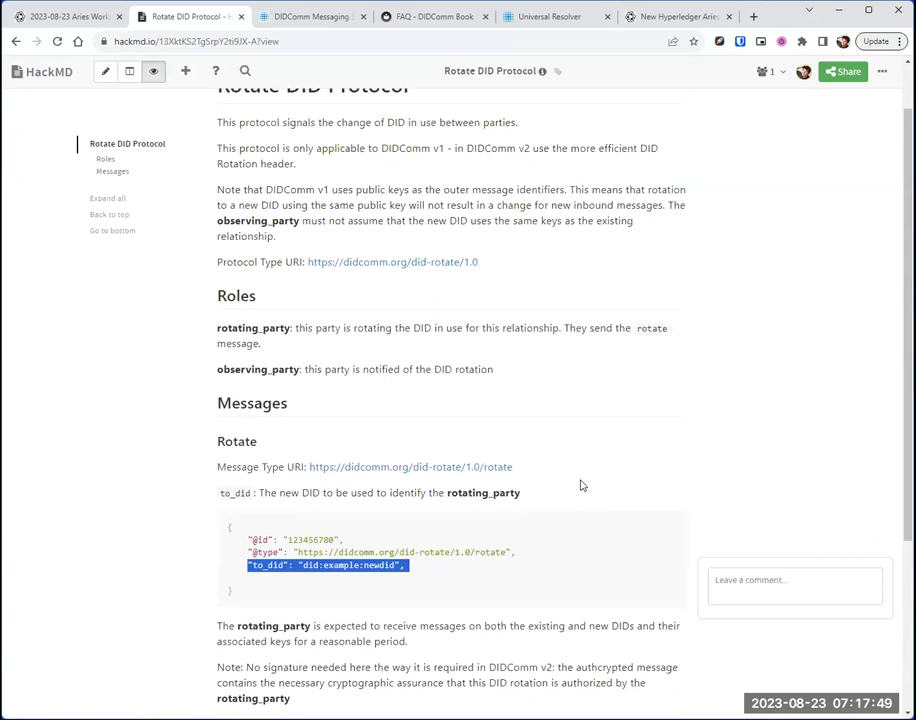 2023-08-23 Aries Work
Rotate DID Protocol - H
DIDComm Messaging S
FAQ - DIDComm Book
Universal Resolver
New Hyperledger Aries
hackmd.io/13XktKS2TgSrpY2ti9JX-A?view
Update
HackMD
Rotate DID Protocol
1
Share
Rotate DID Protocol
Rotate DID Protocol
Roles
Messages
Expall all
Back to top
Go to bottom
This protocol signals the change of DID in use between parties.
This protocol is only applicable to DIDComm v1 - in DIDComm v2 use the more efficient DID
Rotation header.
Note that DIDComm v1 uses public keys as the outer message identifiers. This means that rotation
to a new DID using the same public key will not result in a change for new inbound messages. The
observing_party must not assume that the new DID uses the same keys as the existing
relationship.
Protocol Type URI: https://didcomm.org/did-rotate/1.0
Roles
rotating_party: this party is rotating the DID in use for this relationship. They send the rotate
message.
observing_party: this party is notified of the DID rotation
Messages
Rotate
Message Type URI: https://didcomm.org/did-rotate/1.0/rotate
to_did : The new DID to be used to identify the rotating_party
{
"@id": "123456780",
"@type": "https://didcomm.org/did-rotate/1.0/rotate",
"to_did": "did:example:newdid",
}
Leave a comment...
The rotating_party is expected to receive messages on both the existing and new DIDs and their
associated keys for a reasonable period.
Note: No signature needed here the way it is required in DIDComm v2: the authcrypted message
contains the necessary cryptographic assurance that this DID rotation is authorized by the
rotating_party
2023-08-23 07:17:49